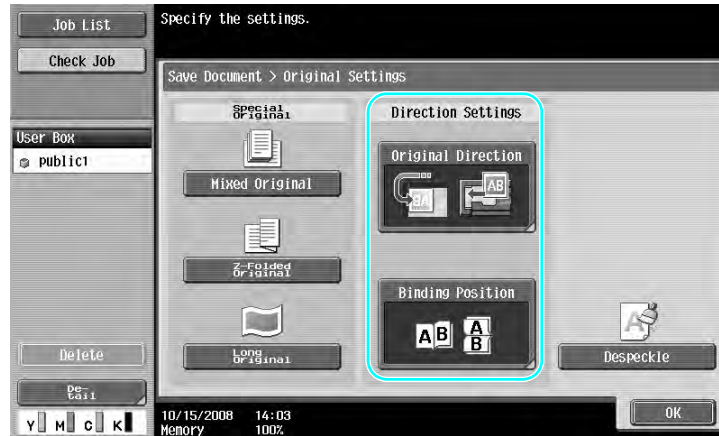 Job List
Check Job
Specify the settings.
Save Document > Original Settings
User Box
public1
Special
Original
Mixed Original
Z-Folded
Original
Long
Original
Direction Settings
Original Direction
AB
AB
Binding Position
A B
A
B
A
Despeckle
Delete
De-
tail
Y M C K
10/15/2008 14:03
Memory 100%
OK